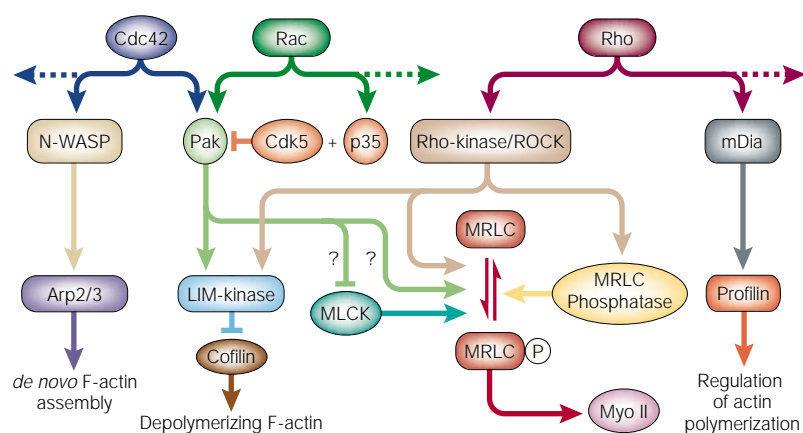 Cdc42
Rac
Rho
N-WASP
Pak
Cdk5
+
p35
Rho-kinase/ROCK
mDia
MRLC
?
?
Arp2/3
LIM-kinase
MLCK
MRLC
Phosphatase
Profilin
Cofilin
MRLC
P
de novo F-actin
assembly
Depolymerizing F-actin
Myo II
Regulation
of actin
polymerization